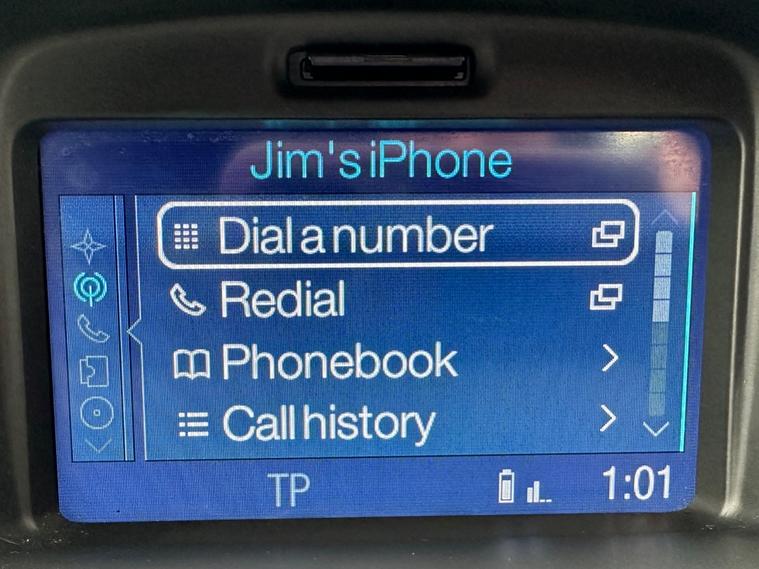 Jim's iPhone
Dial a number
Redial
Phonebook
Call history
TP 1:01